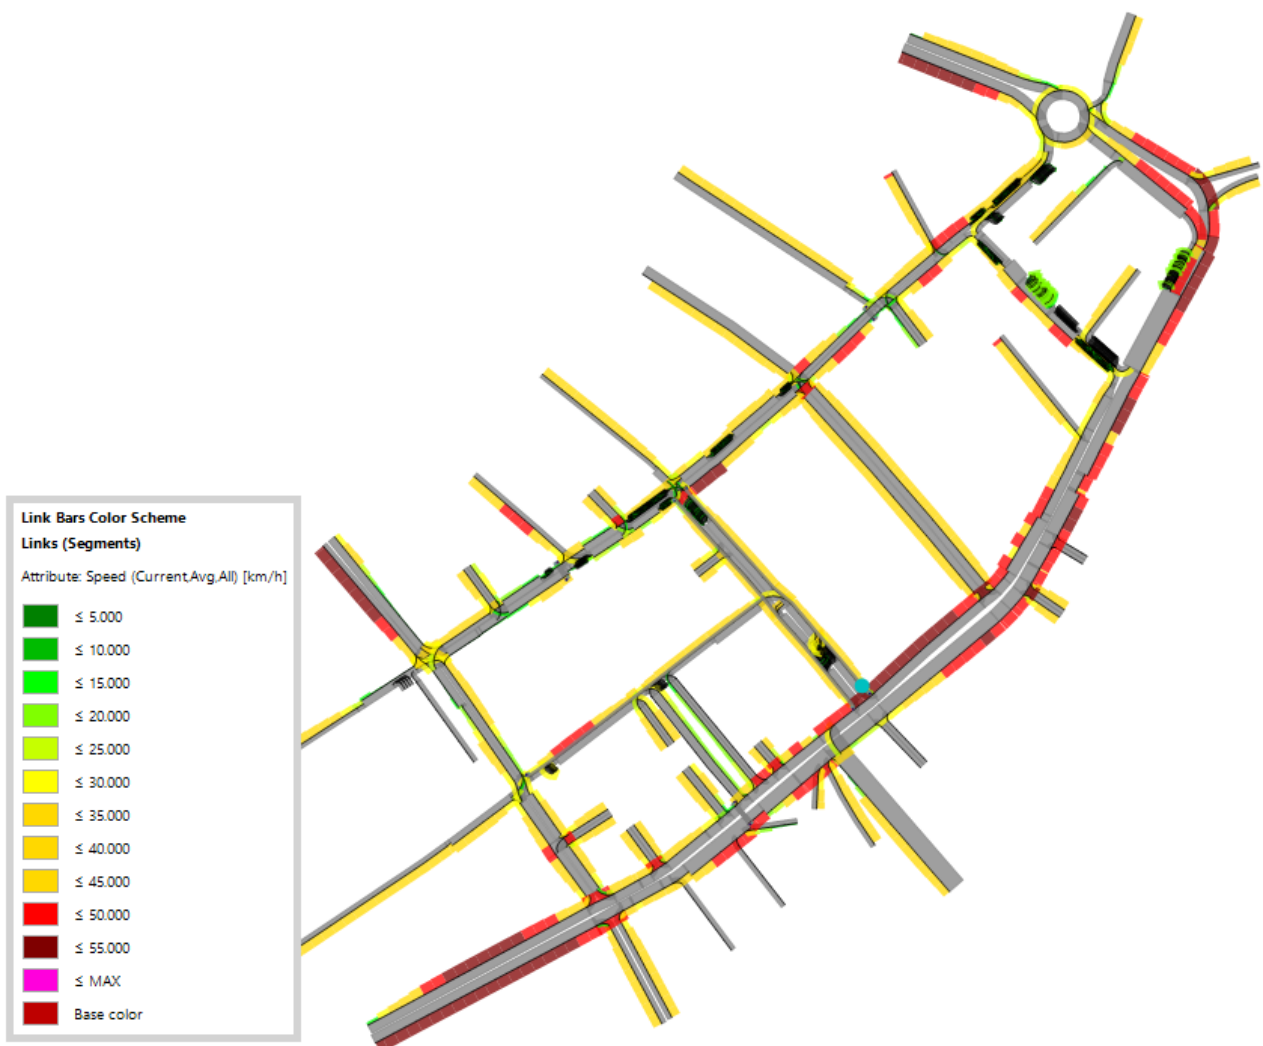 Link Bars Color Scheme
Links (Segments)
Attribute: Speed (Current,Avg,All) [km/h]
≤ 5.000
≤ 10.000
≤ 15.000
≤ 20.000
≤ 25.000
≤ 30.000
≤ 35.000
≤ 40.000
≤ 45.000
≤ 50.000
≤ 55.000
≤ MAX
Base color